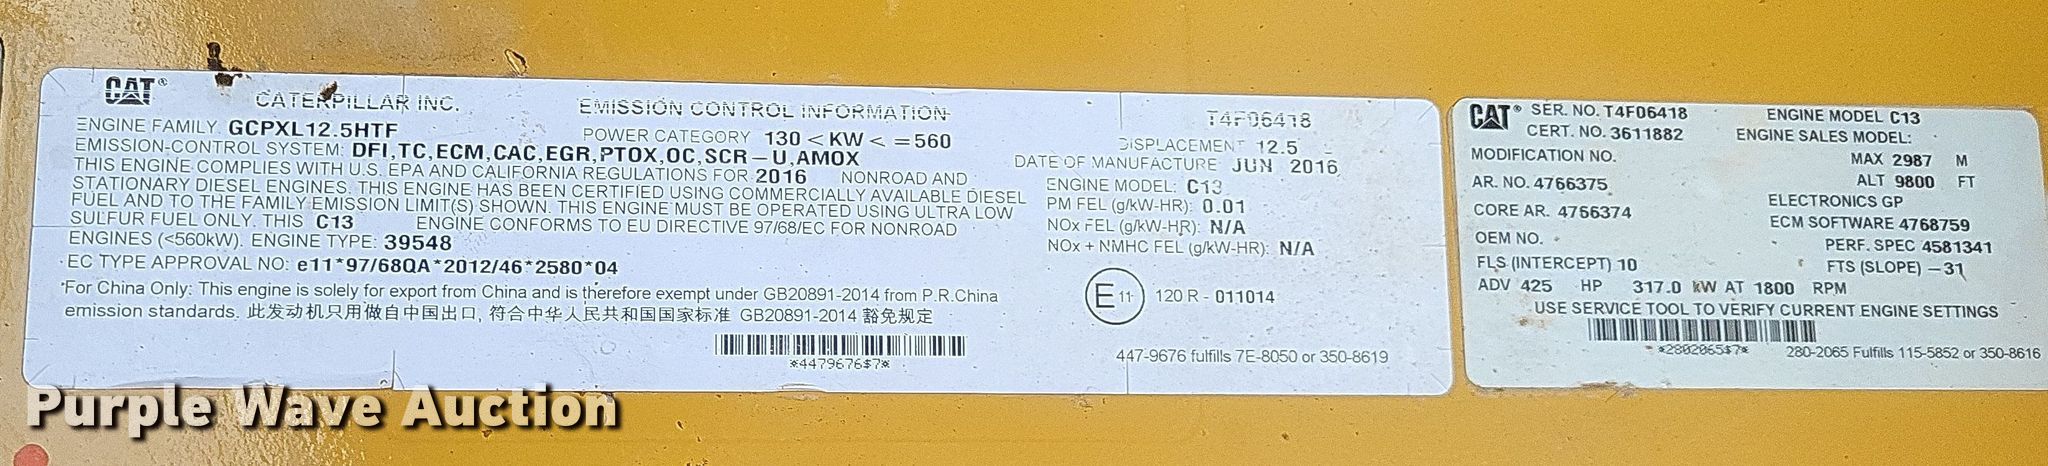 CAT® CATERPILLAR INC. EMISSION CONTROL INFORMATION T4F06418
ENGINE FAMILY: GCPXL12.5HTF POWER CATEGORY 130 < KW < =560 DISPLACEMENT 12.5 L
EMISSION-CONTROL SYSTEM: DFI,TC,ECM,CAC,EGR,PTOX,OC,SCR-U,AMOX DATE OF MANUFACTURE JUN 2016
THIS ENGINE COMPLIES WITH U.S. EPA AND CALIFORNIA REGULATIONS FOR 2016 NONROAD AND
STATIONARY DIESEL ENGINES. THIS ENGINE HAS BEEN CERTIFIED USING COMMERCIALLY AVAILABLE DIESEL
FUEL AND TO THE FAMILY EMISSION LIMIT(S) SHOWN. THIS ENGINE MUST BE OPERATED USING ULTRA LOW
SULFUR FUEL ONLY. THIS C13 ENGINE CONFORMS TO EU DIRECTIVE 97/68/EC FOR NONROAD
ENGINES (<560kW). ENGINE TYPE: 39548
EC TYPE APPROVAL NO: e11*97/68QA*2012/46*2580*04
ENGINE MODEL: C13
PM FEL (g/kW-HR): 0.01
NOx FEL (g/kW-HR): N/A
NOx + NMHC FEL (g/kW-HR): N/A
*For China Only: This engine is solely for export from China and is therefore exempt under GB20891-2014 from P.R.China
emission standards. 此发动机只用做自中国出口, 符合中华人民共和国国家标准 GB20891-2014 豁免规定
E 11 120 R - 011014
*4479676$7*
447-9676 fulfills 7E-8050 or 350-8619
CAT® SER. NO. T4F06418 ENGINE MODEL C13
CERT. NO. 3611882 ENGINE SALES MODEL:
MODIFICATION NO. MAX 2987 M
AR. NO. 4766375 ALT 9800 FT
CORE AR. 4766374 ELECTRONICS GP
ECM SOFTWARE 4768759
OEM NO. PERF. SPEC 4581341
FLS (INTERCEPT) 10 FTS (SLOPE) -31
ADV 425 HP 317.0 kW AT 1800 RPM
USE SERVICE TOOL TO VERIFY CURRENT ENGINE SETTINGS
*2802065$7*
280-2065 Fulfills 115-5852 or 350-8616
Purple Wave Auction